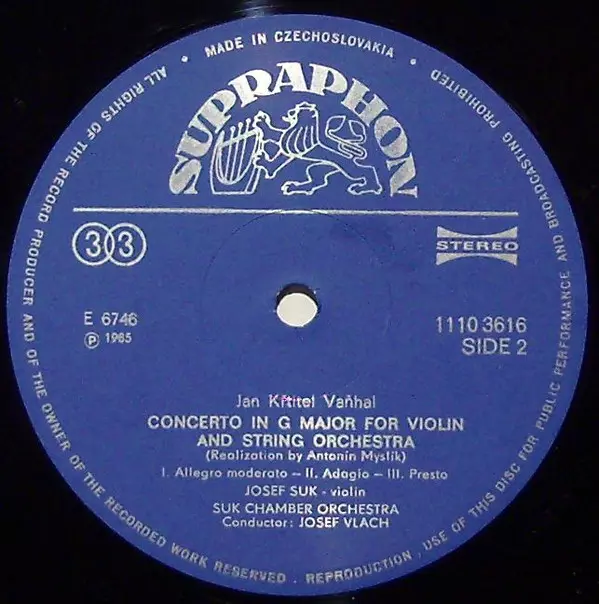 MADE IN CZECHOSLOVAKIA • ALL RIGHTS OF THE RECORD PRODUCER AND OF THE OWNER OF THE RECORDED WORK RESERVED . REPRODUCTION , USE OF THIS DISC FOR PUBLIC PERFORMANCE AND BROADCASTING PROHIBITED •
SUPRAPHON
33
STEREO
E 6746
1110 3616
℗ 1985
SIDE 2
Jan Křtitel Vaňhal
CONCERTO IN G MAJOR FOR VIOLIN
AND STRING ORCHESTRA
(Realization by Antonín Myslík)
I. Allegro moderato – II. Adagio – III. Presto
JOSEF SUK - violin
SUK CHAMBER ORCHESTRA
Conductor: JOSEF VLACH